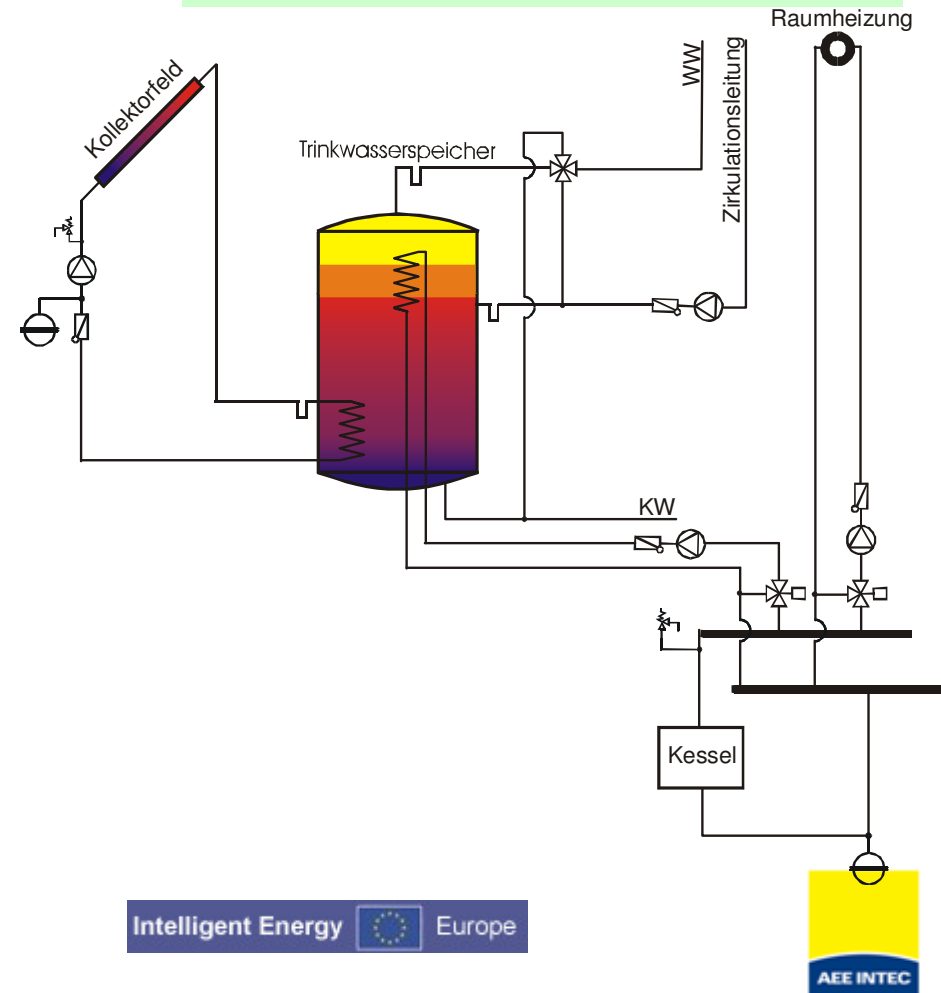 Raumheizung
Kollektorfeld
WW
Zirkulationsleitung
Trinkwasserspeicher
KW
Kessel
Intelligent Energy Europe
AEE INTEC